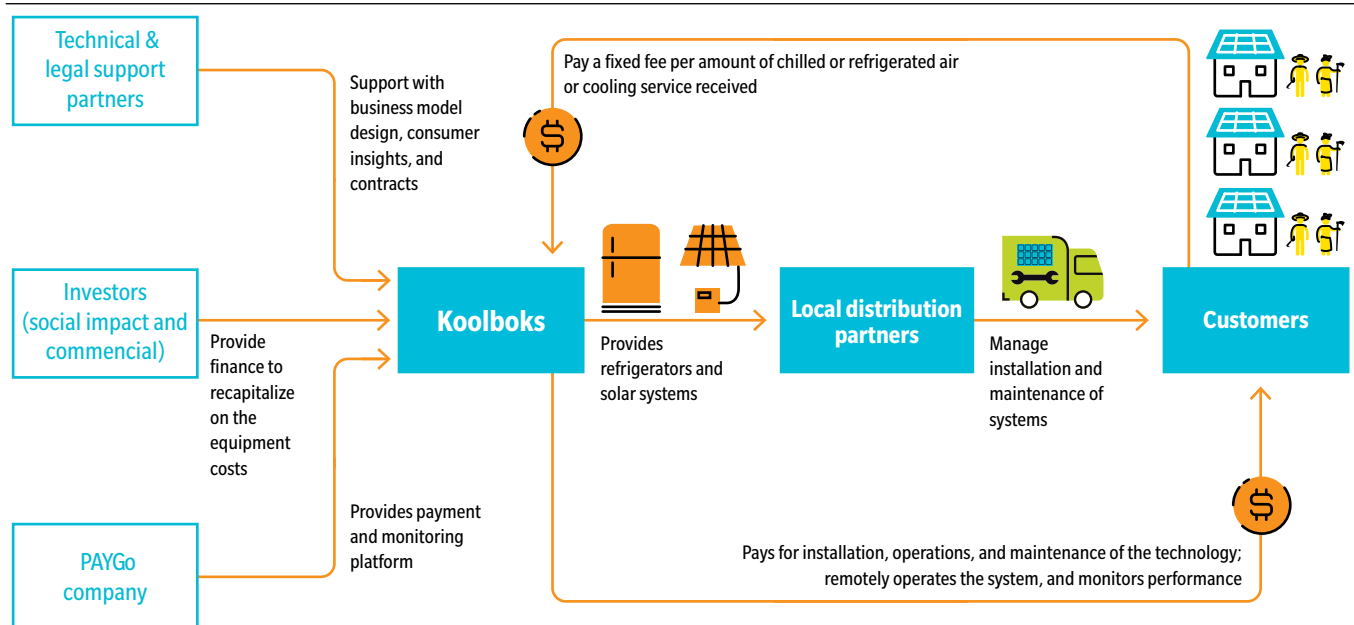 Technical &
legal support
partners
Support with
business model
design, consumer
insights, and
contracts
Pay a fixed fee per amount of chilled or refrigerated air
or cooling service received
$
Investors
(social impact and
commencial)
Provide
finance to
recapitalize
on the
equipment
costs
Koolboks
Provides
refrigerators and
solar systems
Local distribution
partners
Manage
installation and
maintenance of
systems
Customers
PAYGo
company
Provides payment
and monitoring
platform
$
Pays for installation, operations, and maintenance of the technology;
remotely operates the system, and monitors performance